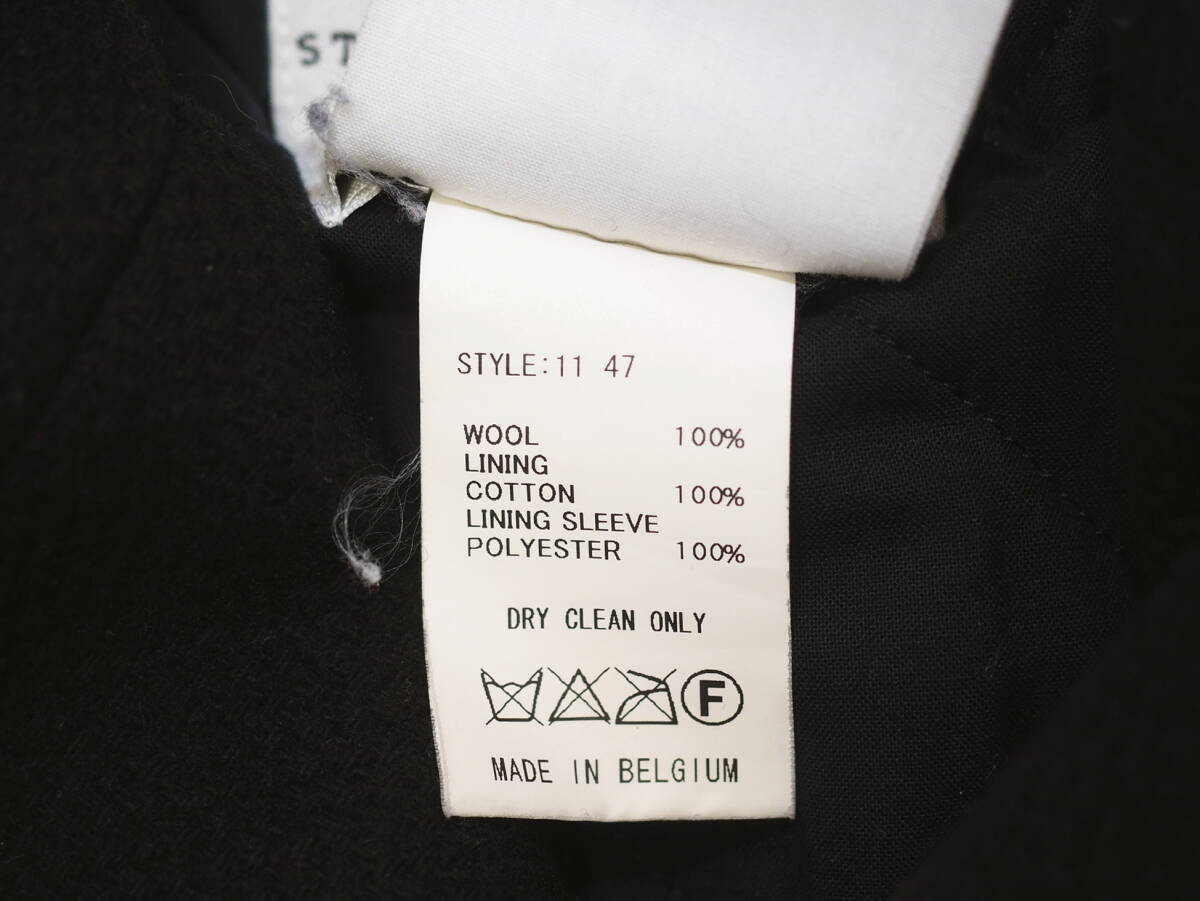 ST
STYLE:11 47
WOOL 100%
LINING
COTTON 100%
LINING SLEEVE
POLYESTER 100%
DRY CLEAN ONLY
F
MADE IN BELGIUM